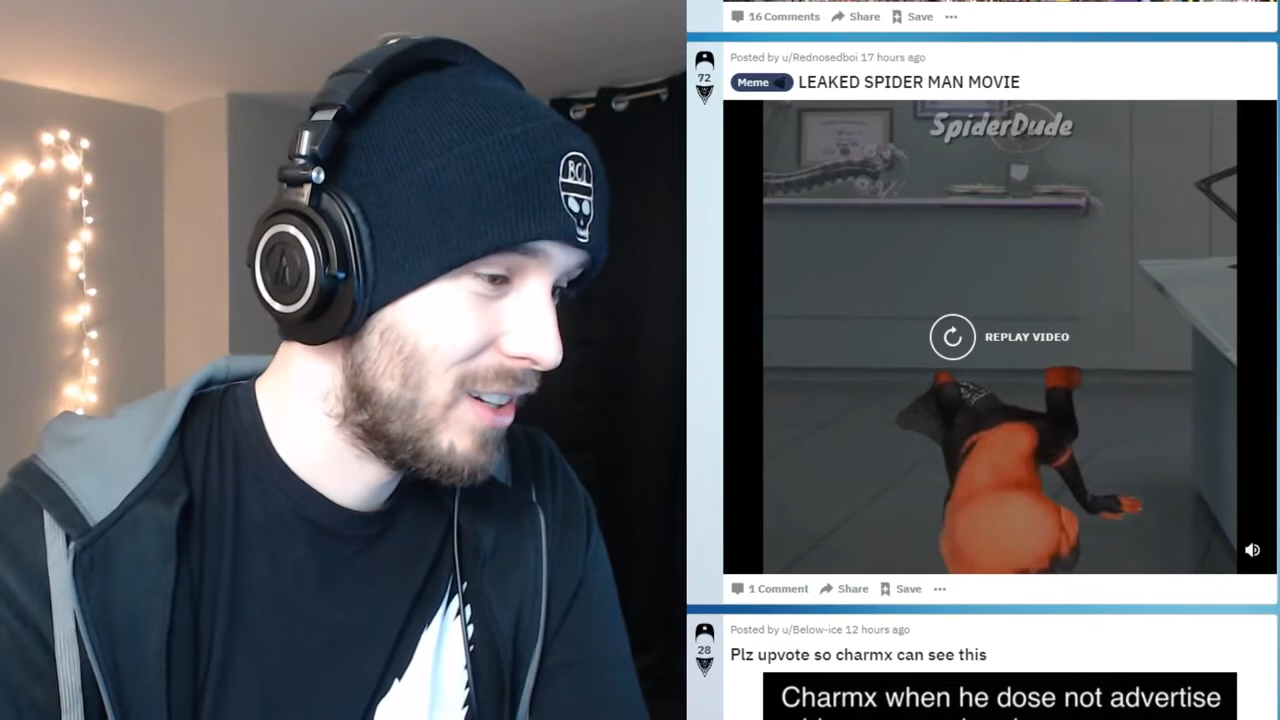 16 Comments Share Save
Posted by u/Rednosedboi 17 hours ago
72
Meme LEAKED SPIDER MAN MOVIE
SpiderDude
REPLAY VIDEO
BCI
1 Comment Share Save
Posted by u/Below-ice 12 hours ago
28
Plz upvote so charmx can see this
Charmx when he dose not advertise